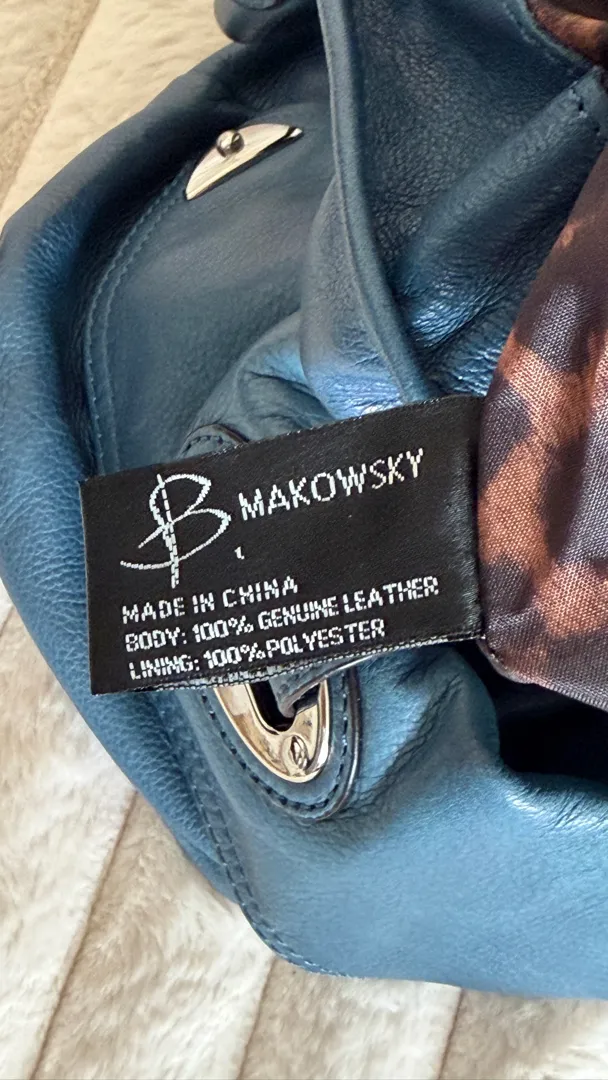 B MAKOWSKY
MADE IN CHINA
BODY: 100% GENUINE LEATHER
LINING: 100% POLYESTER